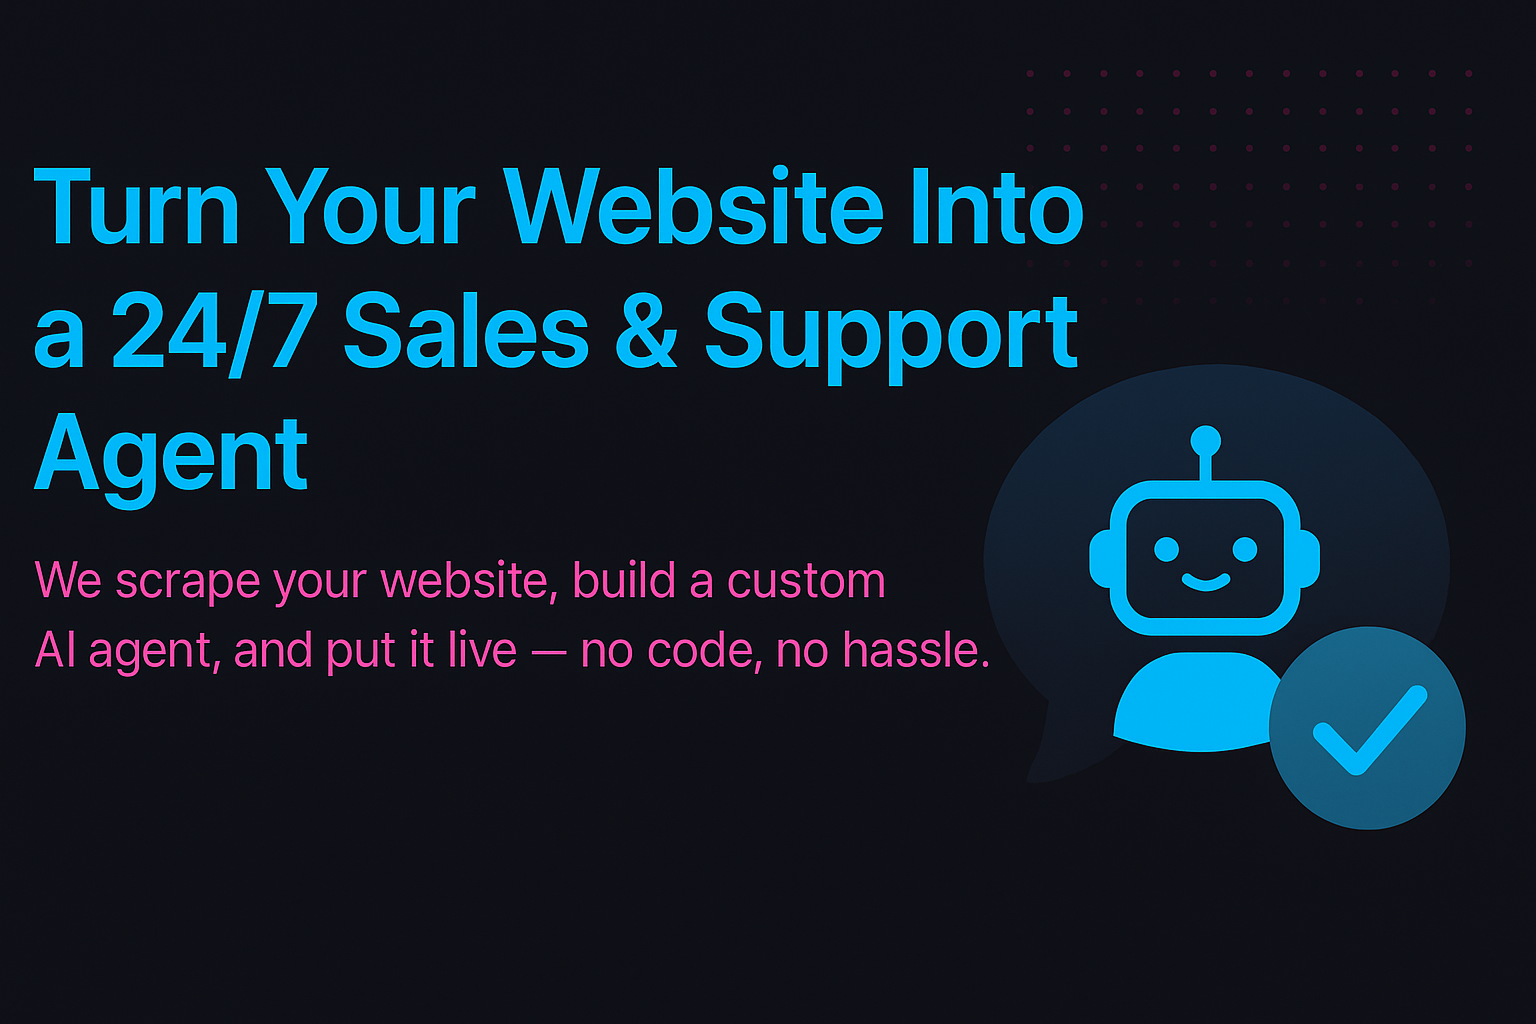 Turn Your Website Into
a 24/7 Sales & Support
Agent
We scrape your website, build a custom
AI agent, and put it live — no code, no hassle.